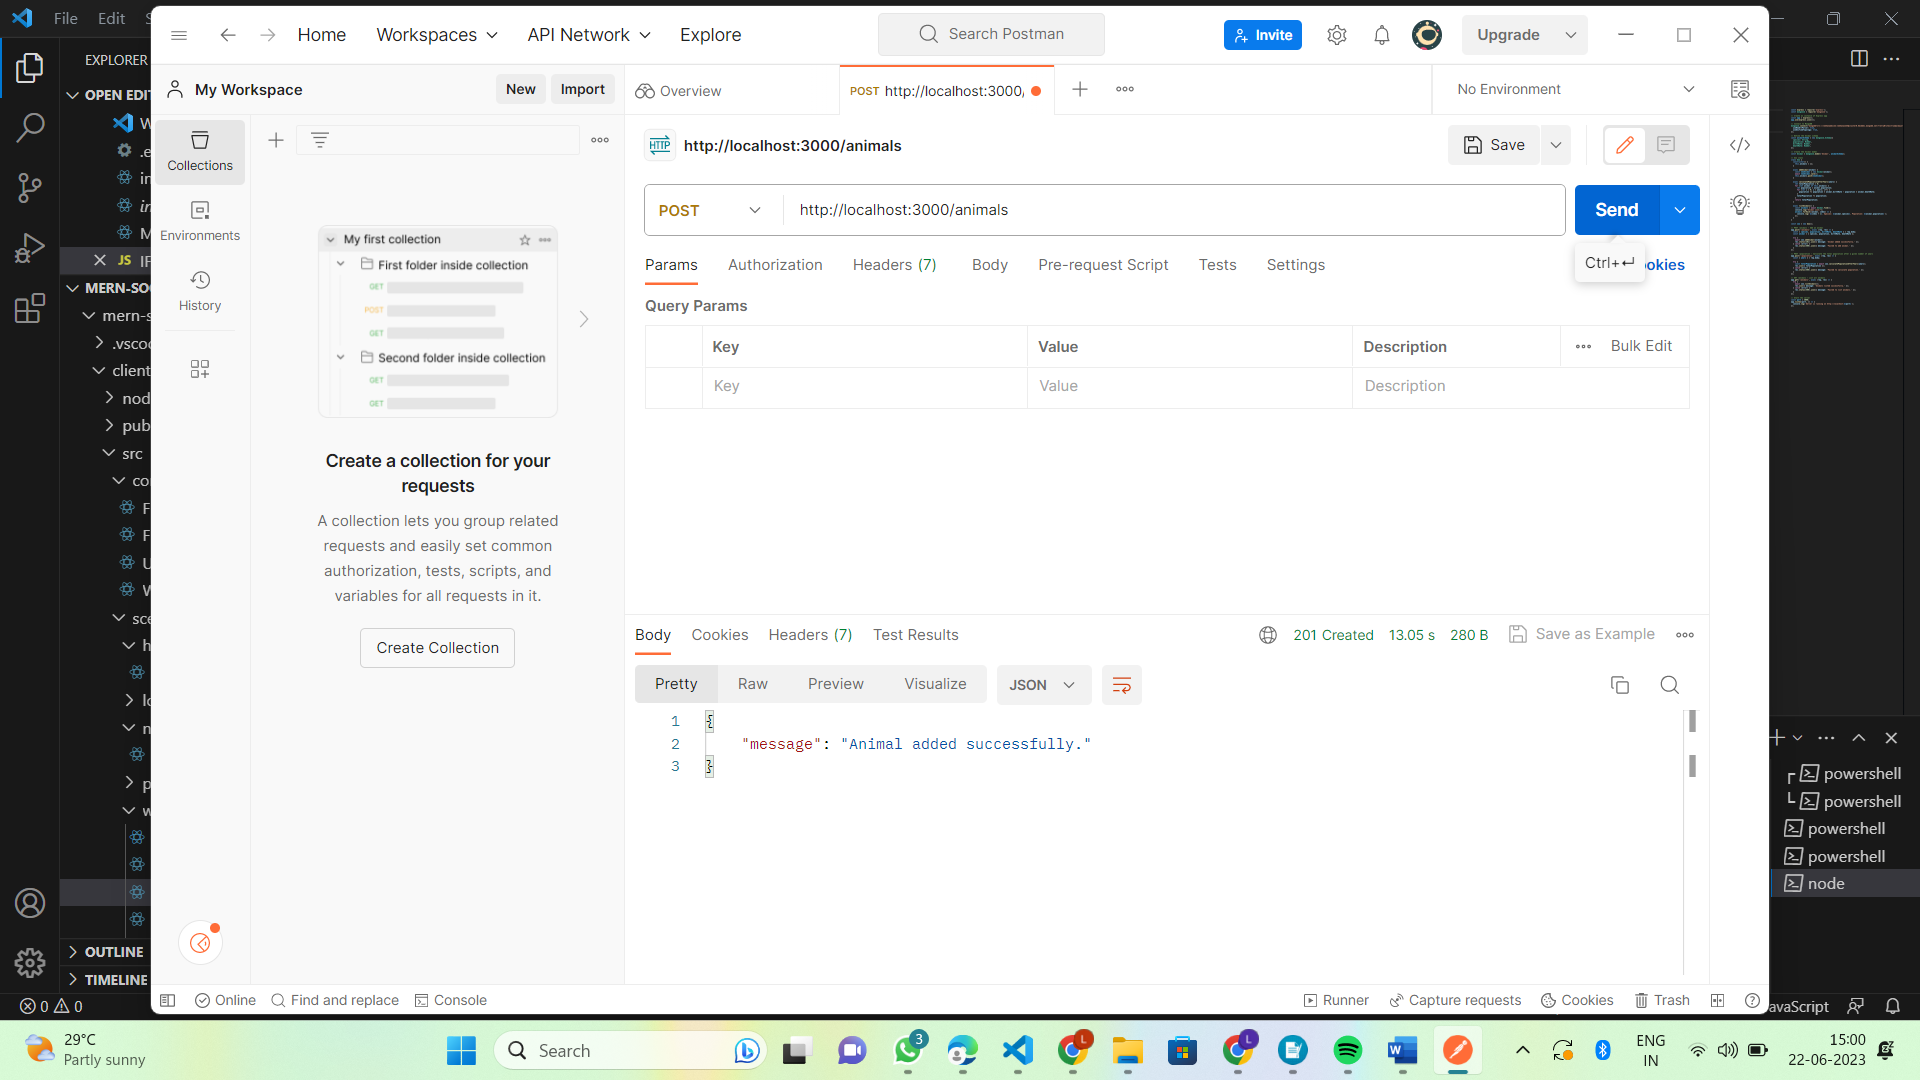 File Edit
Home Workspaces API Network Explore Search Postman Invite Upgrade
EXPLORER
My Workspace New Import Overview POST http://localhost:3000/ No Environment
OPEN EDIT
Collections
Environments
History
http://localhost:3000/animals Save
POST http://localhost:3000/animals Send
Ctrl+↵
Params Authorization Headers (7) Body Pre-request Script Tests Settings ookies
Query Params
Key Value Description Bulk Edit
Key Value Description
MERN-SO
mern-s
.vscod
client
nod
pub
src
co
sce
My first collection
First folder inside collection
GET
POST
GET
Second folder inside collection
GET
GET
Create a collection for your
requests
A collection lets you group related
requests and easily set common
authorization, tests, scripts, and
variables for all requests in it.
Create Collection
Body Cookies Headers (7) Test Results 201 Created 13.05 s 280 B Save as Example
Pretty Raw Preview Visualize JSON
1 {
2 "message": "Animal added successfully."
3 }
powershell
powershell
powershell
powershell
node
OUTLINE
TIMELINE
Online Find and replace Console Runner Capture requests Cookies Trash
0 0 avaScript
29°C
Partly sunny
Search
3
L
L
ENG
IN
15:00
22-06-2023